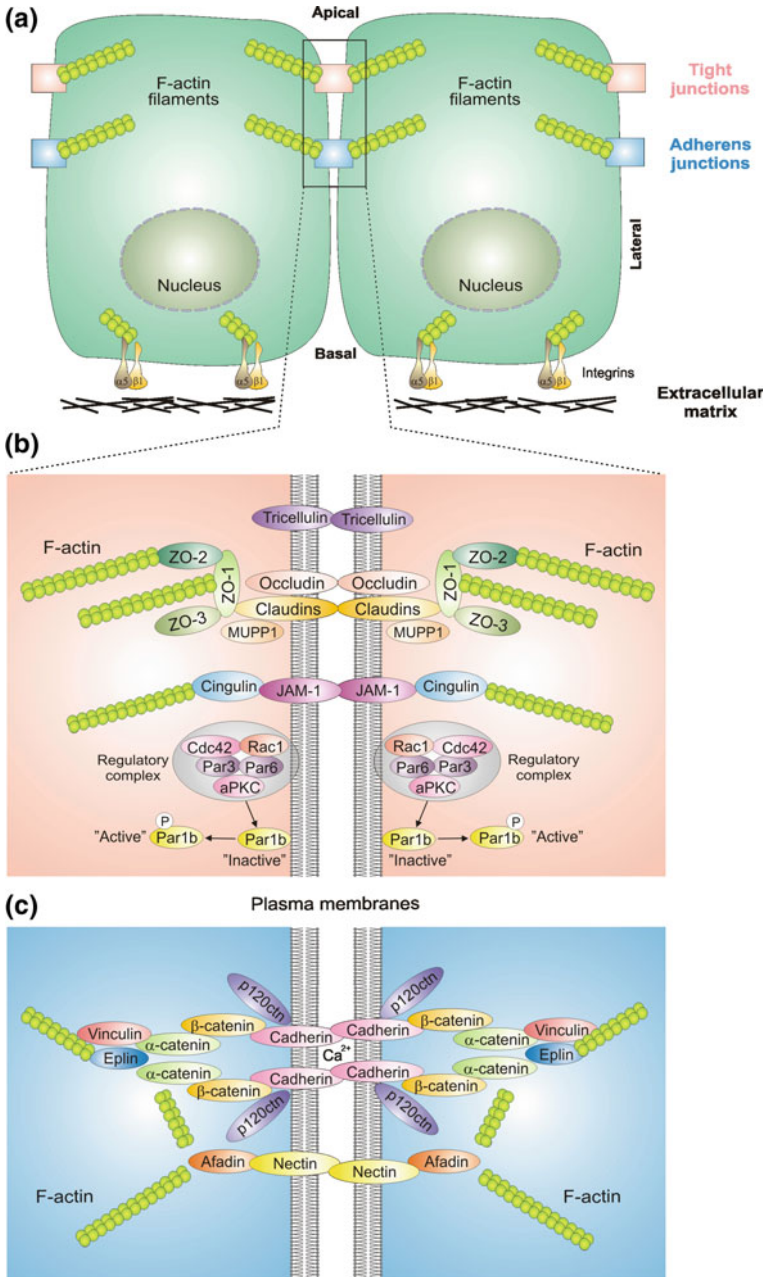 (a)
Apical
F-actin
filaments
F-actin
filaments
Tight
junctions
Adherens
junctions
Nucleus
Nucleus
Lateral
Basal
α5 β1
α5 β1
α5 β1
α5 β1
Integrins
Extracellular
matrix
(b)
Tricellulin Tricellulin
F-actin
ZO-2
ZO-1
ZO-3
Occludin Occludin
Claudins Claudins
MUPP1
MUPP1
ZO-2
ZO-1
ZO-3
F-actin
Cingulin JAM-1 JAM-1 Cingulin
Regulatory
complex
Cdc42 Rac1
Par3 Par6
aPKC
Rac1 Cdc42
Par6 Par3
aPKC
Regulatory
complex
P
"Active" Par1b Par1b
"Inactive"
P
Par1b Par1b "Active"
"Inactive"
(c)
Plasma membranes
p120ctn p120ctn
Vinculin β-catenin Cadherin Cadherin β-catenin Vinculin
Eplin α-catenin Ca2+ α-catenin Eplin
α-catenin Cadherin Cadherin α-catenin
β-catenin β-catenin
p120ctn p120ctn
Afadin Nectin Nectin Afadin
F-actin F-actin